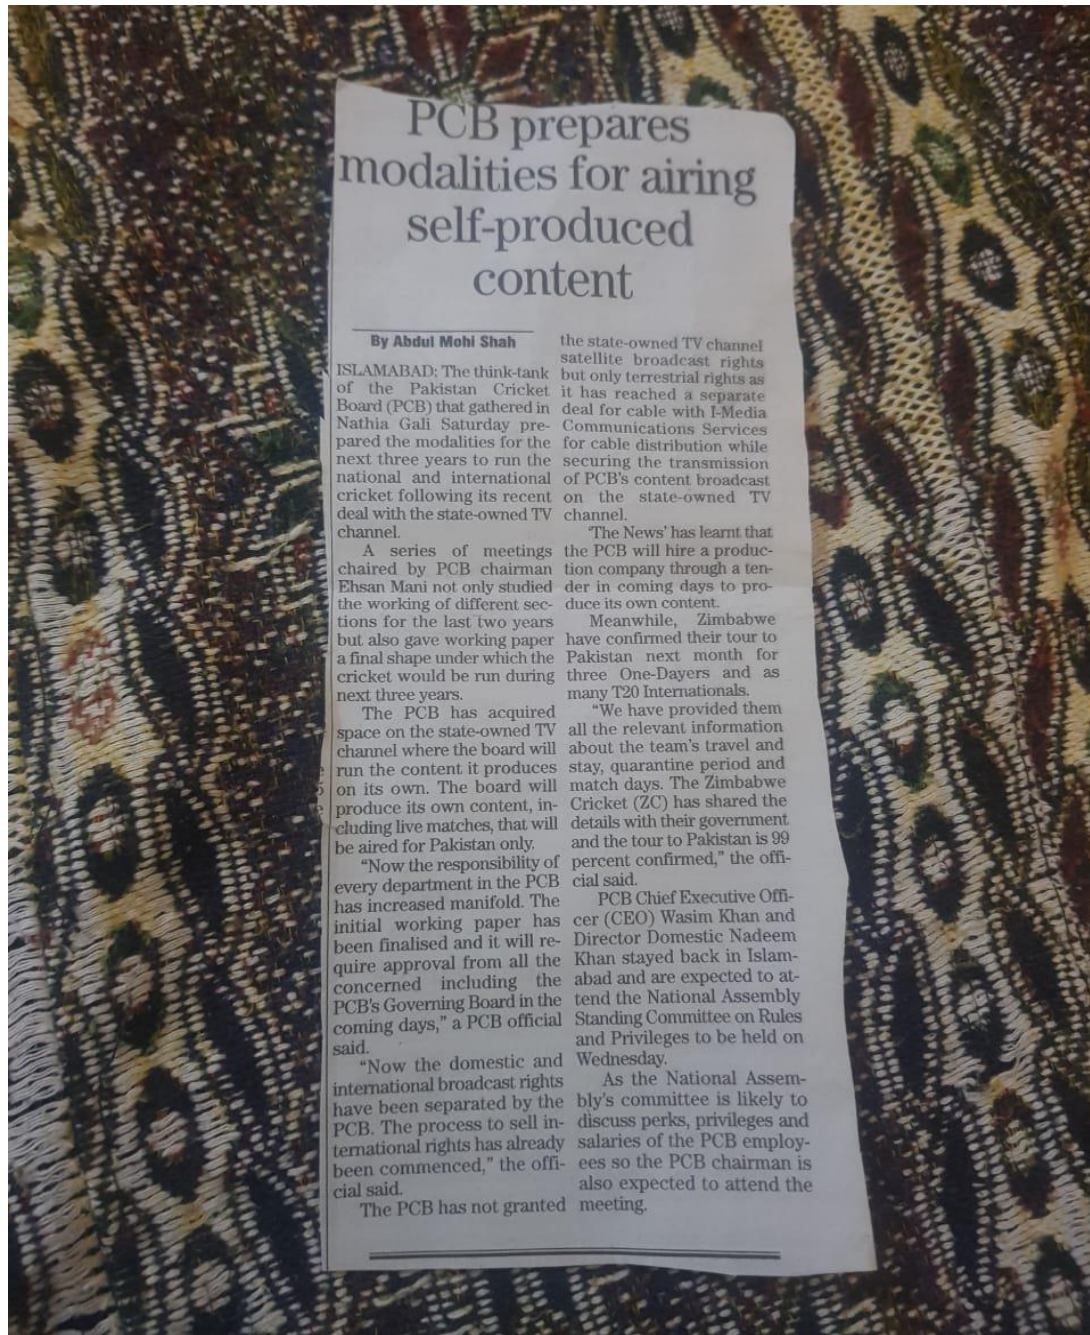 PCB prepares
modalities for airing
self-produced
content
By Abdul Mohi Shah
ISLAMABAD: The think-tank
of the Pakistan Cricket
Board (PCB) that gathered in
Nathia Gali Saturday pre-
pared the modalities for the
next three years to run the
national and international
cricket following its recent
deal with the state-owned TV
channel.
A series of meetings
chaired by PCB chairman
Ehsan Mani not only studied
the working of different sec-
tions for the last two years
but also gave working paper
a final shape under which the
cricket would be run during
next three years.
The PCB has acquired
space on the state-owned TV
channel where the board will
run the content it produces
on its own. The board will
produce its own content, in-
cluding live matches, that will
be aired for Pakistan only.
“Now the responsibility of
every department in the PCB
has increased manifold. The
initial working paper has
been finalised and it will re-
quire approval from all the
concerned including the
PCB's Governing Board in the
coming days,” a PCB official
said.
“Now the domestic and
international broadcast rights
have been separated by the
PCB. The process to sell in-
ternational rights has already
been commenced,” the offi-
cial said.
The PCB has not granted
the state-owned TV channel
satellite broadcast rights
but only terrestrial rights as
it has reached a separate
deal for cable with I-Media
Communications Services
for cable distribution while
securing the transmission
of PCB's content broadcast
on the state-owned TV
channel.
‘The News’ has learnt that
the PCB will hire a produc-
tion company through a ten-
der in coming days to pro-
duce its own content.
Meanwhile, Zimbabwe
have confirmed their tour to
Pakistan next month for
three One-Dayers and as
many T20 Internationals.
“We have provided them
all the relevant information
about the team's travel and
stay, quarantine period and
match days. The Zimbabwe
Cricket (ZC) has shared the
details with their government
and the tour to Pakistan is 99
percent confirmed,” the offi-
cial said.
PCB Chief Executive Offi-
cer (CEO) Wasim Khan and
Director Domestic Nadeem
Khan stayed back in Islam-
abad and are expected to at-
tend the National Assembly
Standing Committee on Rules
and Privileges to be held on
Wednesday.
As the National Assem-
bly's committee is likely to
discuss perks, privileges and
salaries of the PCB employ-
ees so the PCB chairman is
also expected to attend the
meeting.